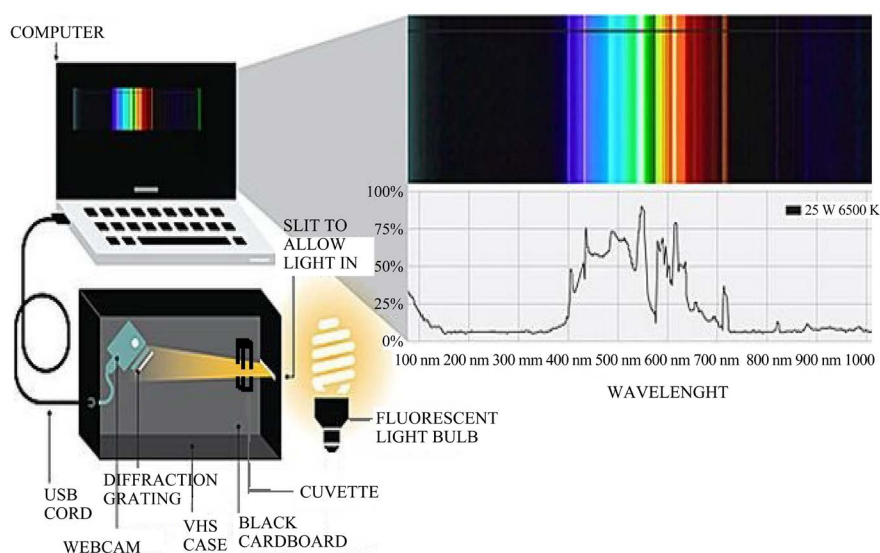 COMPUTER
SLIT TO
ALLOW
LIGHT IN
100%
75%
50%
25%
0%
25 W 6500 K
100 nm 200 nm 300 nm 400 nm 500 nm 600 nm 700 nm 800 nm 900 nm 1000
WAVELENGHT
FLUORESCENT
LIGHT BULB
DIFFRACTION
GRATING
CUVETTE
USB
CORD
WEBCAM
VHS
CASE
BLACK
CARDBOARD